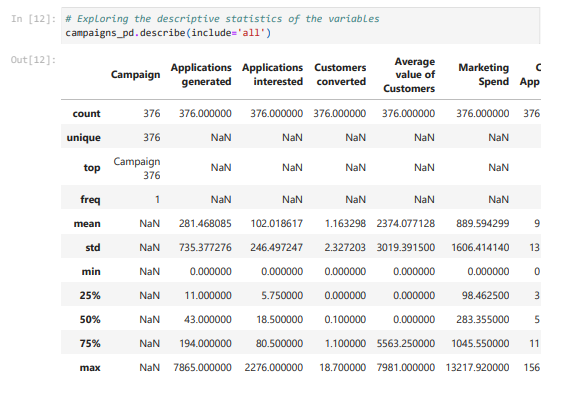 In [12]: # Exploring the descriptive statistics of the variables
campaigns_pd.describe(include='all')
Out[12]:
Campaign Applications generated Applications interested Customers converted Average value of Customers Marketing Spend C App
count 376 376.000000 376.000000 376.000000 376.000000 376.000000 376
unique 376 NaN NaN NaN NaN NaN
top Campaign 376 NaN NaN NaN NaN NaN
freq 1 NaN NaN NaN NaN NaN
mean NaN 281.468085 102.018617 1.163298 2374.077128 889.594299 9
std NaN 735.377276 246.497247 2.327203 3019.391500 1606.414140 13
min NaN 0.000000 0.000000 0.000000 0.000000 0.000000 0
25% NaN 11.000000 5.750000 0.000000 0.000000 98.462500 3
50% NaN 43.000000 18.500000 0.100000 0.000000 283.355000 5
75% NaN 194.000000 80.500000 1.100000 5563.250000 1045.550000 11
max NaN 7865.000000 2276.000000 18.700000 7981.000000 13217.920000 156